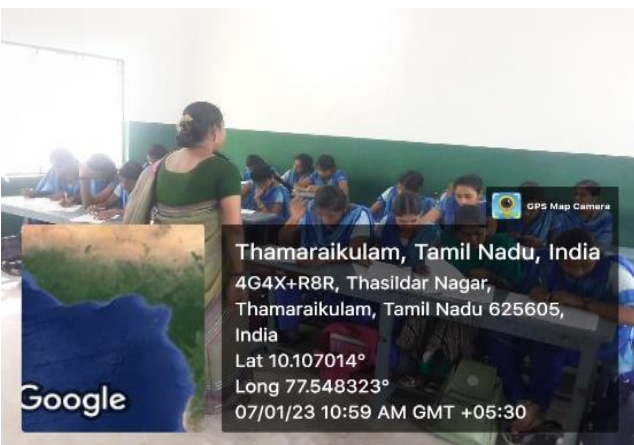 GPS Map Camera
Thamaraikulam, Tamil Nadu, India
4G4X+R8R, Thasildar Nagar,
Thamaraikulam, Tamil Nadu 625605,
India
Lat 10.107014°
Long 77.548323°
07/01/23 10:59 AM GMT +05:30
Google